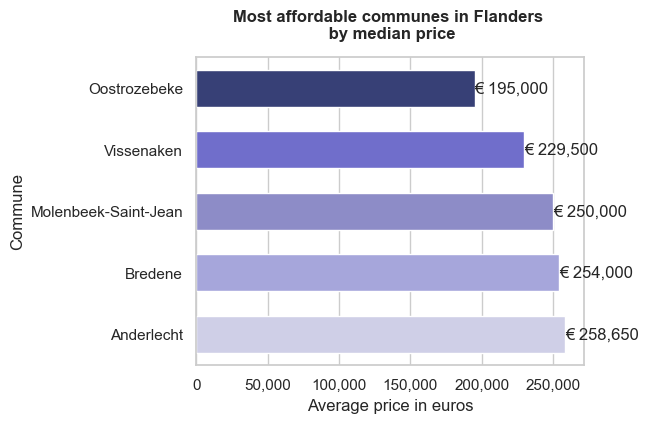 Most affordable communes in Flanders
by median price
Commune
Oostrozebeke
€ 195,000
Vissenaken
€ 229,500
Molenbeek-Saint-Jean
€ 250,000
Bredene
€ 254,000
Anderlecht
€ 258,650
0 50,000 100,000 150,000 200,000 250,000
Average price in euros